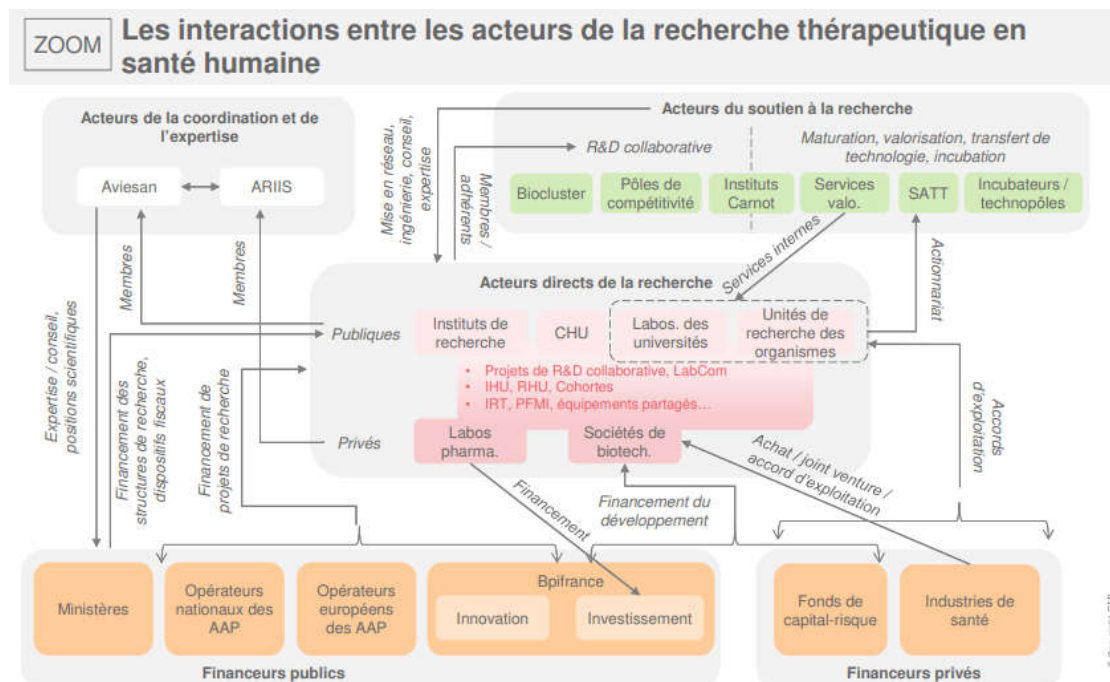 ZOOM
Les interactions entre les acteurs de la recherche thérapeutique en
santé humaine
Acteurs de la coordination et de
l'expertise
Aviesan
ARIIS
Acteurs du soutien à la recherche
R&D collaborative
Maturation, valorisation, transfert de
technologie, incubation
Biocluster
Pôles de
compétitivité
Instituts
Carnot
Services
valo.
SATT
Incubateurs /
technopôles
Mise en réseau,
ingénierie, conseil,
expertise
Membres /
adhérents
Services internes
Actionnariat
Membres
Membres
Expertise / conseil,
positions scientifiques
Financement des
structures de recherche,
dispositifs fiscaux
Financement de
projets de recherche
Acteurs directs de la recherche
Publiques
Instituts de
recherche
CHU
Labos. des
universités
Unités de
recherche des
organismes
• Projets de R&D collaborative, LabCom
• IHU, RHU, Cohortes
• IRT, PFMI, équipements partagés…
Privés
Labos
pharma.
Sociétés de
biotech.
Accords
d'exploitation
Achat / joint venture /
accord d'exploitation
Financement
Financement du
développement
Ministères
Opérateurs
nationaux des
AAP
Opérateurs
européens
des AAP
Bpifrance
Innovation
Investissement
Financeurs publics
Fonds de
capital-risque
Industries de
santé
Financeurs privés